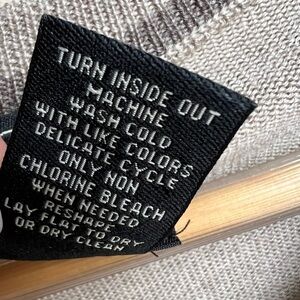 TURN INSIDE OUT
MACHINE
WASH COLD
WITH LIKE COLORS
DELICATE CYCLE
ONLY NON
CHLORINE BLEACH
WHEN NEEDED
RESHAPE
LAY FLAT TO DRY
OR DRY CLEAN